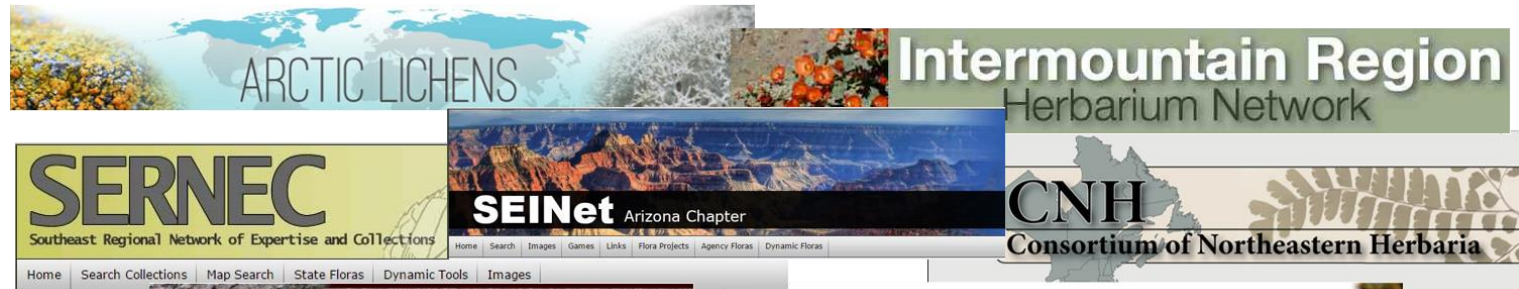 ARCTIC LICHENS
Intermountain Region
Herbarium Network
SERNEC
Southeast Regional Network of Expertise and Collections
Home Search Collections Map Search State Floras Dynamic Tools Images
SEINet Arizona Chapter
Home Search Images Games Links Flora Projects Agency Floras Dynamic Floras
CNH
Consortium of Northeastern Herbaria